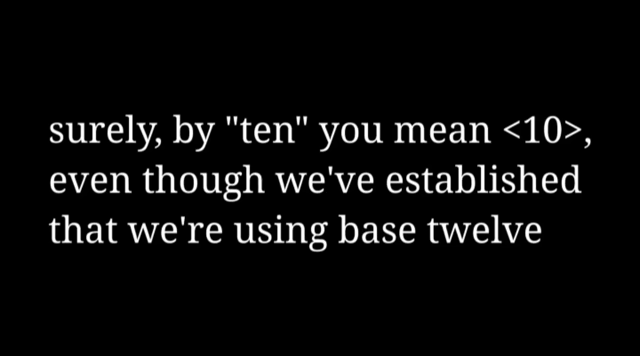 surely, by "ten" you mean <10>,
even though we've established
that we're using base twelve